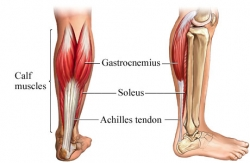 Calf
muscles
Gastrocnemius
Soleus
Achilles tendon